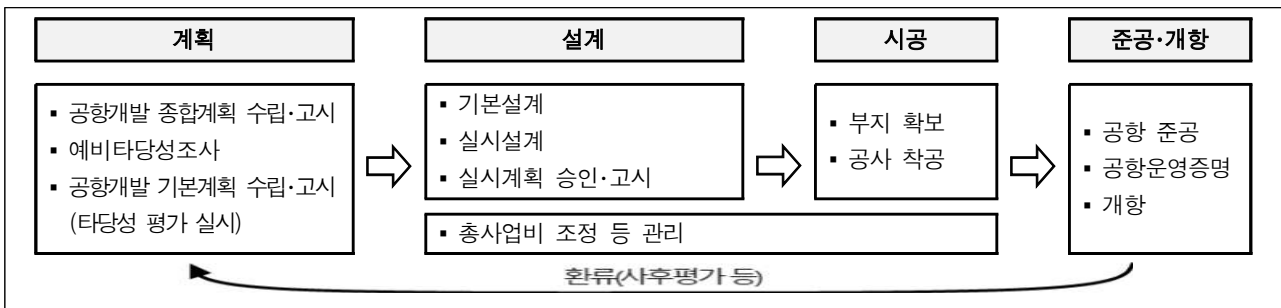 계획
▪ 공항개발 종합계획 수립·고시
▪ 예비타당성조사
▪ 공항개발 기본계획 수립·고시
(타당성 평가 실시)
설계
▪ 기본설계
▪ 실시설계
▪ 실시계획 승인·고시
시공
▪ 부지 확보
▪ 공사 착공
▪ 총사업비 조정 등 관리
준공·개항
▪ 공항 준공
▪ 공항운영증명
▪ 개항
환류(사후평가 등)